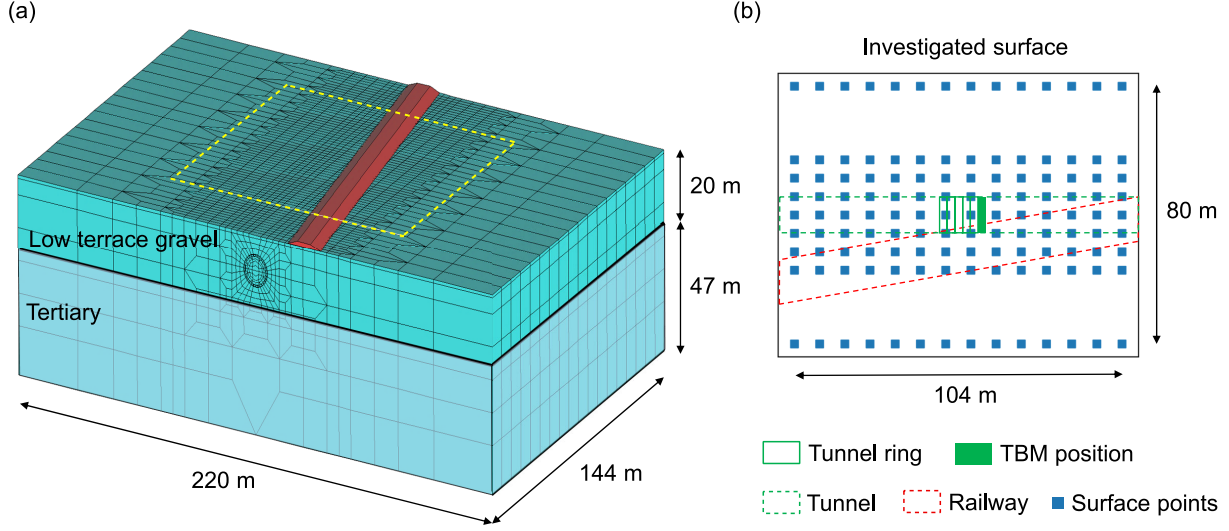 (a)
(b)
Investigated surface
20 m
Low terrace gravel
80 m
47 m
Tertiary
104 m
144 m
220 m
Tunnel ring
TBM position
Tunnel
Railway
Surface points